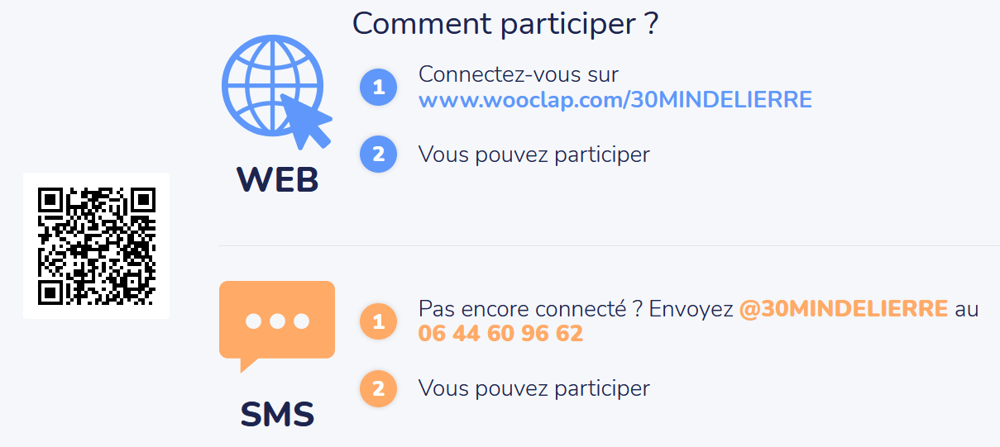 Comment participer ?
1
Connectez-vous sur
www.wooclap.com/30MINDELIERRE
2
Vous pouvez participer
WEB
1
Pas encore connecté ? Envoyez @30MINDELIERRE au
06 44 60 96 62
2
Vous pouvez participer
SMS